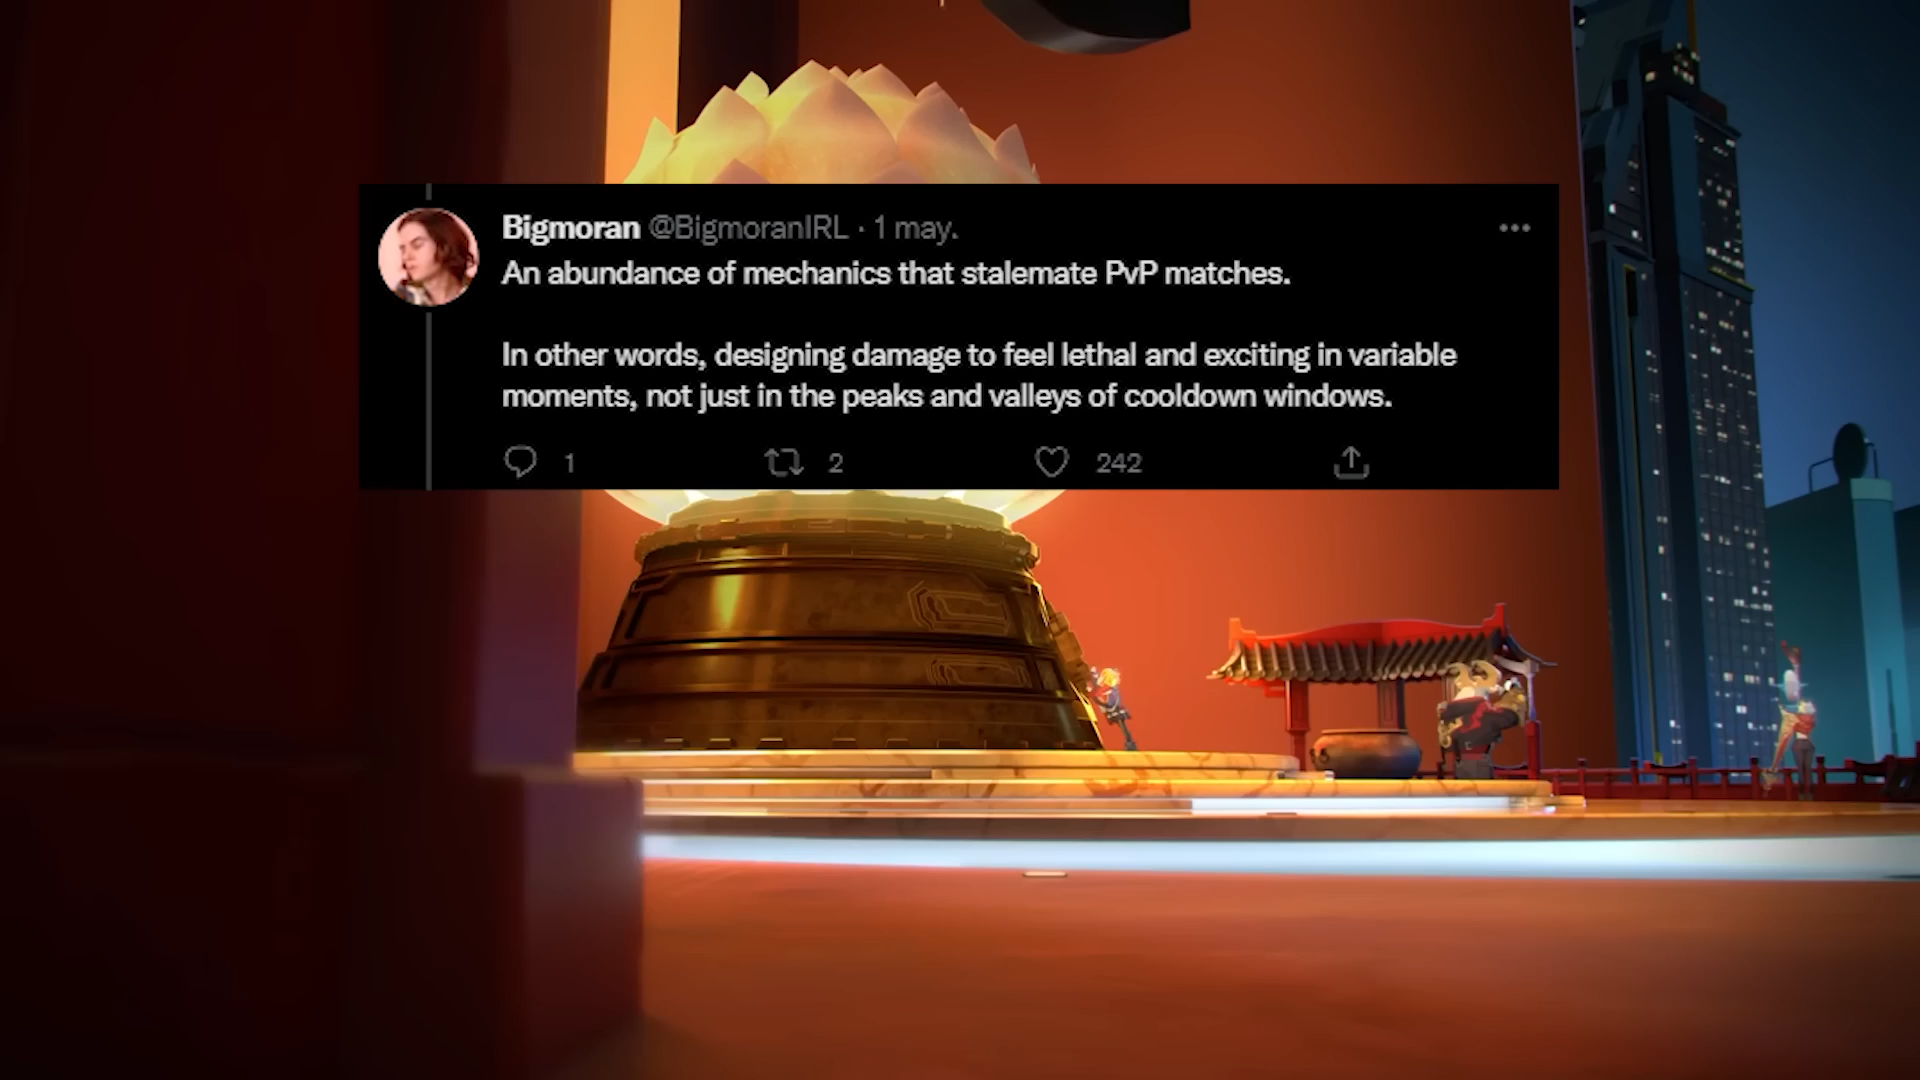 Bigmoran @BigmoranIRL · 1 may.
An abundance of mechanics that stalemate PvP matches.
In other words, designing damage to feel lethal and exciting in variable
moments, not just in the peaks and valleys of cooldown windows.
1 2 242